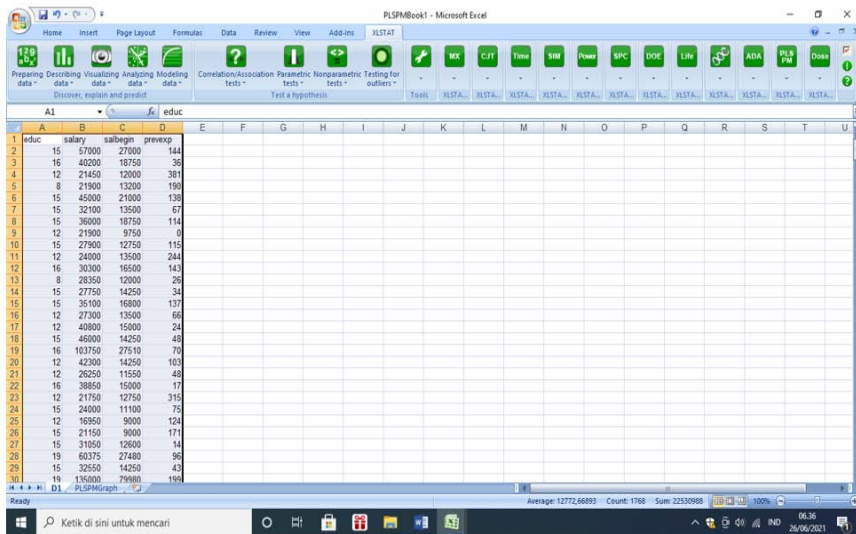 PLSPMBook1 - Microsoft Excel
Home Insert Page Layout Formulas Data Review View Add-Ins XLSTAT
MX CJT Time SIM Power SPC DOE Life ADA PLS PM Dose
Preparing data Describing data Visualizing data Analyzing data Modeling data Correlation/Association tests Parametric tests Nonparametric tests Testing for outliers XLSTA... XLSTA... XLSTA... XLSTA... XLSTA... XLSTA... XLSTA... XLSTA... XLSTA... XLSTA... XLSTA... XLSTA...
Discover, explain and predict Test a hypothesis Tools
A1 fx educ
A B C D E F G H I J K L M N O P Q R S T U
1 educ salary salbegin prevexp
2 15 57000 27000 144
3 16 40200 18750 36
4 12 21450 12000 381
5 8 21900 13200 190
6 15 45000 21000 138
7 15 32100 13500 67
8 15 36000 18750 114
9 12 21900 9750 0
10 15 27900 12750 115
11 12 24000 13500 244
12 16 30300 16500 143
13 8 28350 12000 26
14 15 27750 14250 34
15 15 35100 16800 137
16 12 27300 13500 66
17 12 40800 15000 24
18 15 46000 14250 48
19 16 103750 27510 70
20 12 42300 14250 103
21 12 26250 11550 48
22 16 38850 15000 17
23 12 21750 12750 315
24 15 24000 11100 75
25 12 16950 9000 124
26 15 21150 9000 171
27 15 31050 12600 14
28 19 60375 27480 96
29 15 32550 14250 43
30 19 135000 79980 199
D1 PLSPMGraph
Ready Average: 12772,66893 Count: 1768 Sum: 22530988 100%
Ketik di sini untuk mencari IND 06.36
26/06/2021